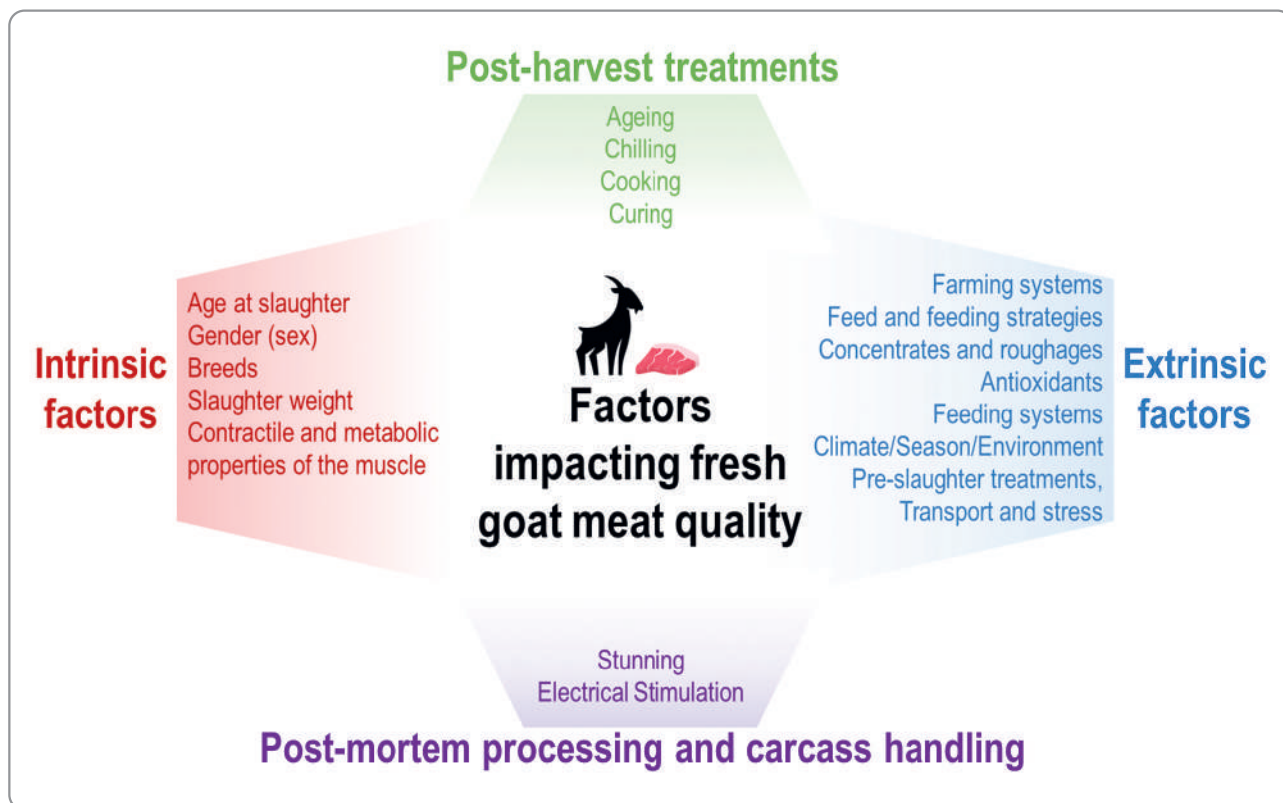 Post-harvest treatments
Ageing
Chilling
Cooking
Curing
Intrinsic
factors
Age at slaughter
Gender (sex)
Breeds
Slaughter weight
Contractile and metabolic
properties of the muscle
Factors
impacting fresh
goat meat quality
Farming systems
Feed and feeding strategies
Concentrates and roughages
Antioxidants
Feeding systems
Climate/Season/Environment
Pre-slaughter treatments,
Transport and stress
Extrinsic
factors
Stunning
Electrical Stimulation
Post-mortem processing and carcass handling